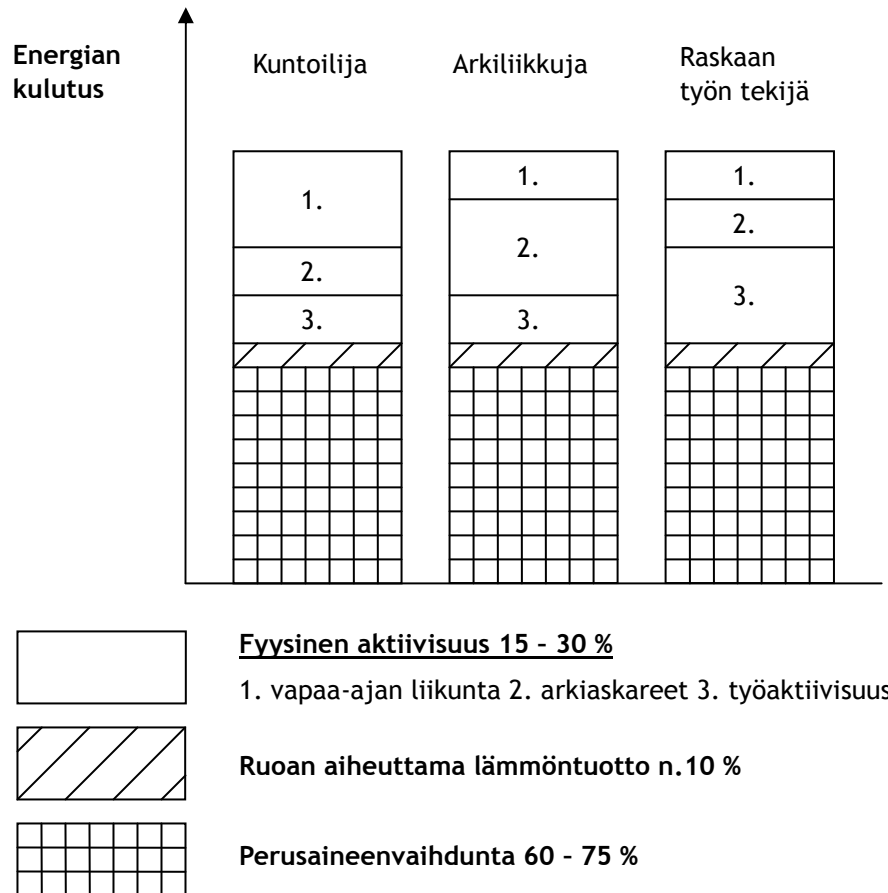 Energian
kulutus
Kuntoilija
Arkiliikkuja
Raskaan
työn tekijä
1.
2.
3.
1.
2.
3.
1.
2.
3.
Fyysinen aktiivisuus 15 – 30 %
1. vapaa-ajan liikunta 2. arkiaskareet 3. työaktiivisuus
Ruoan aiheuttama lämmöntuotto n.10 %
Perusaineenvaihdunta 60 – 75 %